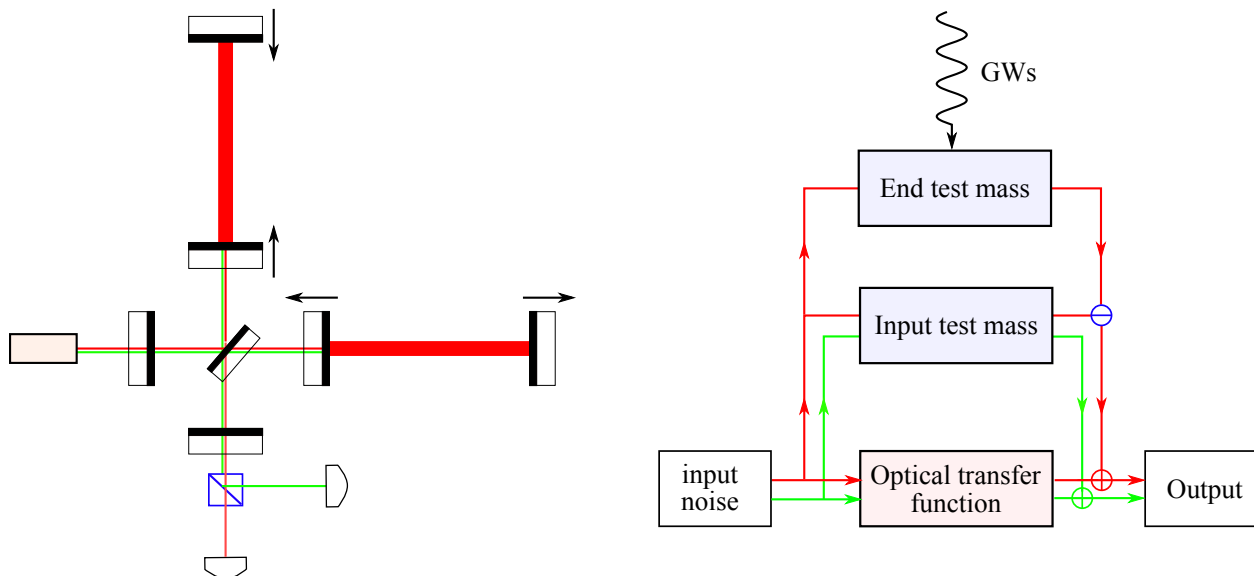 GWs
End test mass
Input test mass
input
noise
Optical transfer
function
Output